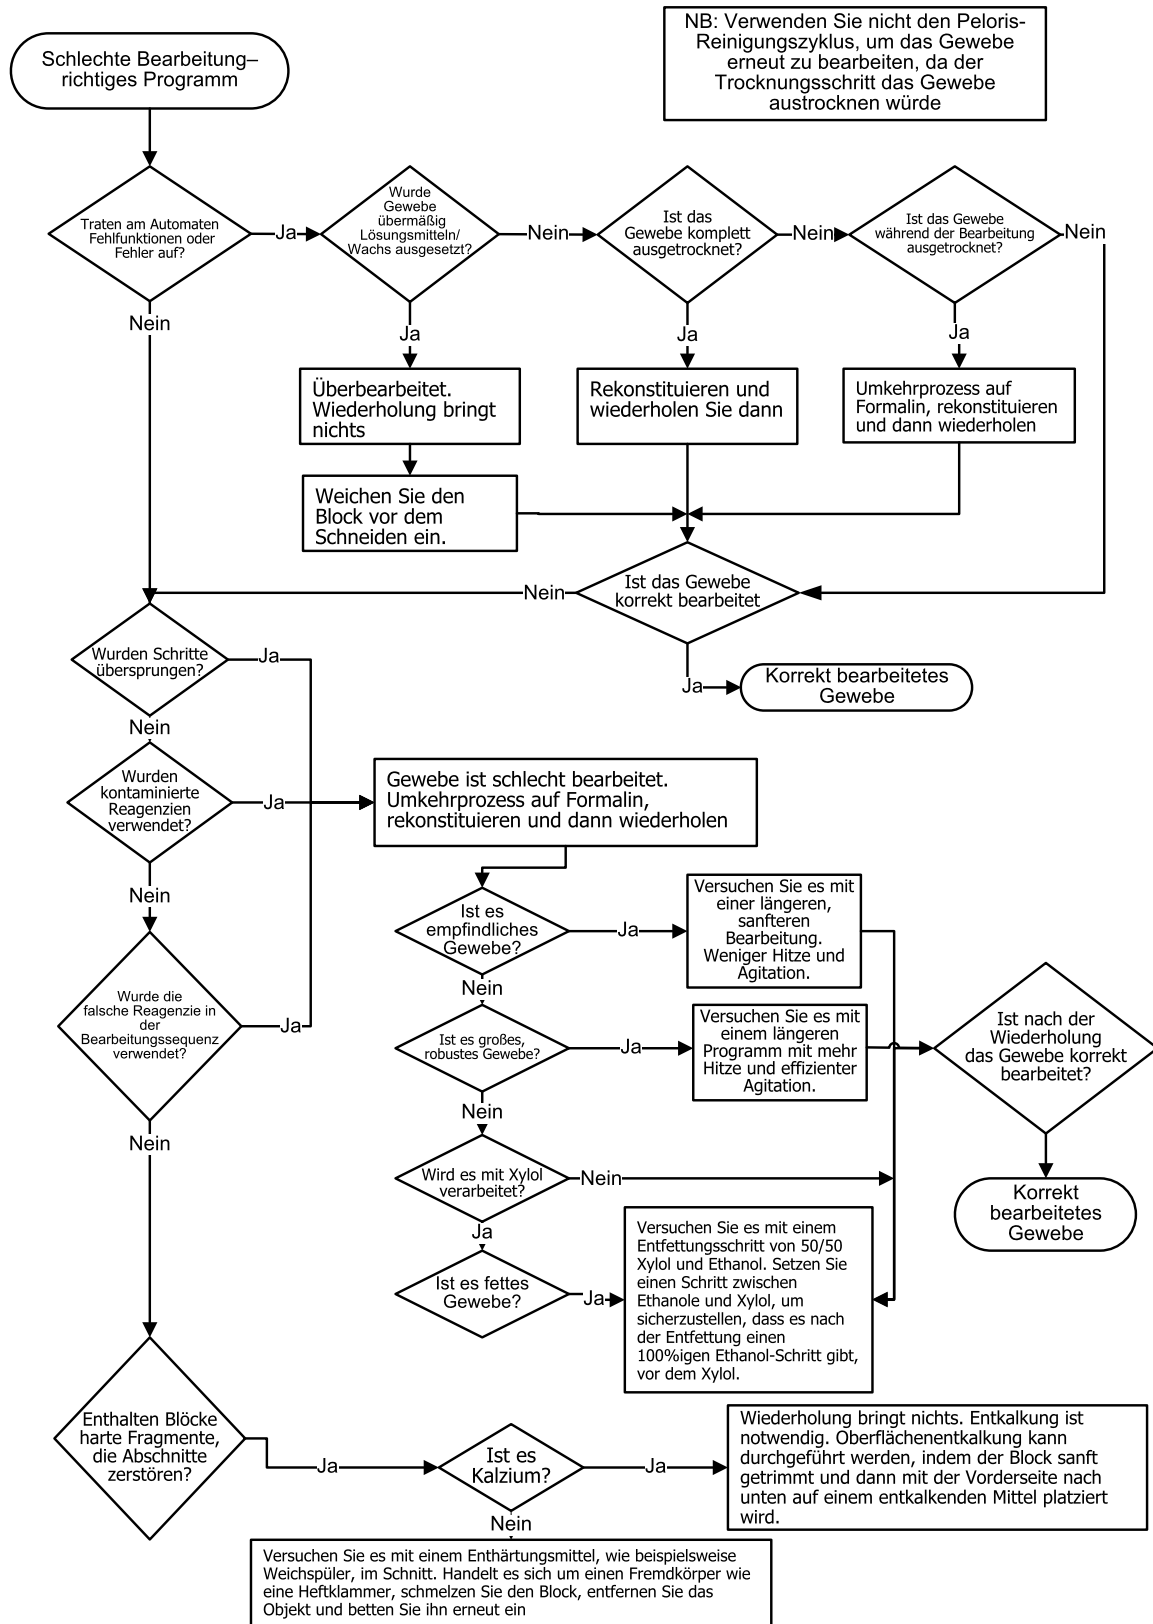 NB: Verwenden Sie nicht den Peloris-
Reinigungszyklus, um das Gewebe
erneut zu bearbeiten, da der
Trocknungsschritt das Gewebe
austrocknen würde
Schlechte Bearbeitung–
richtiges Programm
Traten am Automaten
Fehlfunktionen oder
Fehler auf?
Ja
Wurde
Gewebe
übermäßig
Lösungsmitteln/
Wachs ausgesetzt?
Nein
Ist das
Gewebe komplett
ausgetrocknet?
Nein
Ist das Gewebe
während der Bearbeitung
ausgetrocknet?
Nein
Nein
Ja
Ja
Ja
Überbearbeitet.
Wiederholung bringt
nichts
Rekonstituieren und
wiederholen Sie dann
Umkehrprozess auf
Formalin, rekonstituieren
und dann wiederholen
Weichen Sie den
Block vor dem
Schneiden ein.
Nein
Ist das Gewebe
korrekt bearbeitet
Ja
Korrekt bearbeitetes
Gewebe
Wurden Schritte
übersprungen?
Ja
Nein
Wurden
kontaminierte
Reagenzien
verwendet?
Ja
Gewebe ist schlecht bearbeitet.
Umkehrprozess auf Formalin,
rekonstituieren und dann wiederholen
Nein
Ist es
empfindliches
Gewebe?
Ja
Versuchen Sie es mit
einer längeren,
sanfteren
Bearbeitung.
Weniger Hitze und
Agitation.
Wurde die
falsche Reagenzie in
der
Bearbeitungssequenz
verwendet?
Ja
Nein
Ist es großes,
robustes Gewebe?
Ja
Versuchen Sie es mit
einem längeren
Programm mit mehr
Hitze und effizienter
Agitation.
Ist nach der
Wiederholung
das Gewebe korrekt
bearbeitet?
Nein
Nein
Wird es mit Xylol
verarbeitet?
Nein
Korrekt
bearbeitetes
Gewebe
Ja
Ist es fettes
Gewebe?
Ja
Versuchen Sie es mit einem
Entfettungsschritt von 50/50
Xylol und Ethanol. Setzen Sie
einen Schritt zwischen
Ethanole und Xylol, um
sicherzustellen, dass es nach
der Entfettung einen
100%igen Ethanol-Schritt gibt,
vor dem Xylol.
Enthalten Blöcke
harte Fragmente,
die Abschnitte
zerstören?
Ja
Ist es
Kalzium?
Ja
Wiederholung bringt nichts. Entkalkung ist
notwendig. Oberflächenentkalkung kann
durchgeführt werden, indem der Block sanft
getrimmt und dann mit der Vorderseite nach
unten auf einem entkalkenden Mittel platziert
wird.
Nein
Versuchen Sie es mit einem Enthärtungsmittel, wie beispielsweise
Weichspüler, im Schnitt. Handelt es sich um einen Fremdkörper wie
eine Heftklammer, schmelzen Sie den Block, entfernen Sie das
Objekt und betten Sie ihn erneut ein